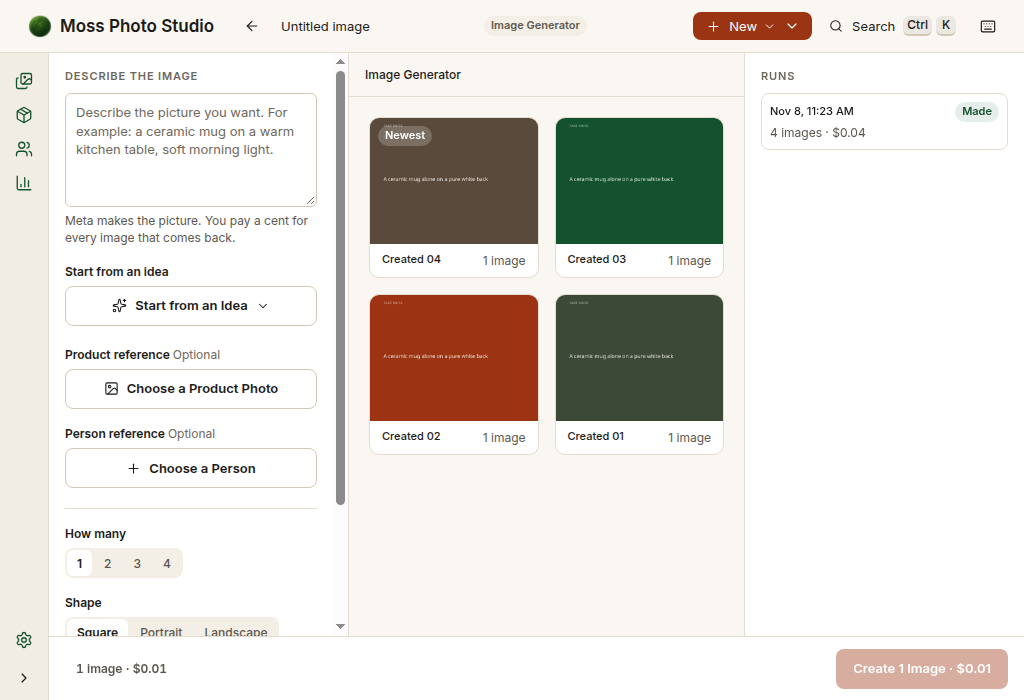 Moss Photo Studio
Untitled image
Image Generator
New
Search
Ctrl
K
DESCRIBE THE IMAGE
Describe the picture you want. For
example: a ceramic mug on a warm
kitchen table, soft morning light.
Meta makes the picture. You pay a cent for
every image that comes back.
Start from an idea
Start from an Idea
Product reference Optional
Choose a Product Photo
Person reference Optional
Choose a Person
How many
1 2 3 4
Shape
Square Portrait Landscape
Image Generator
Newest
A ceramic mug alone on a pure white back
Created 04 1 image
A ceramic mug alone on a pure white back
Created 03 1 image
A ceramic mug alone on a pure white back
Created 02 1 image
A ceramic mug alone on a pure white back
Created 01 1 image
RUNS
Nov 8, 11:23 AM Made
4 images · $0.04
1 image · $0.01
Create 1 Image · $0.01